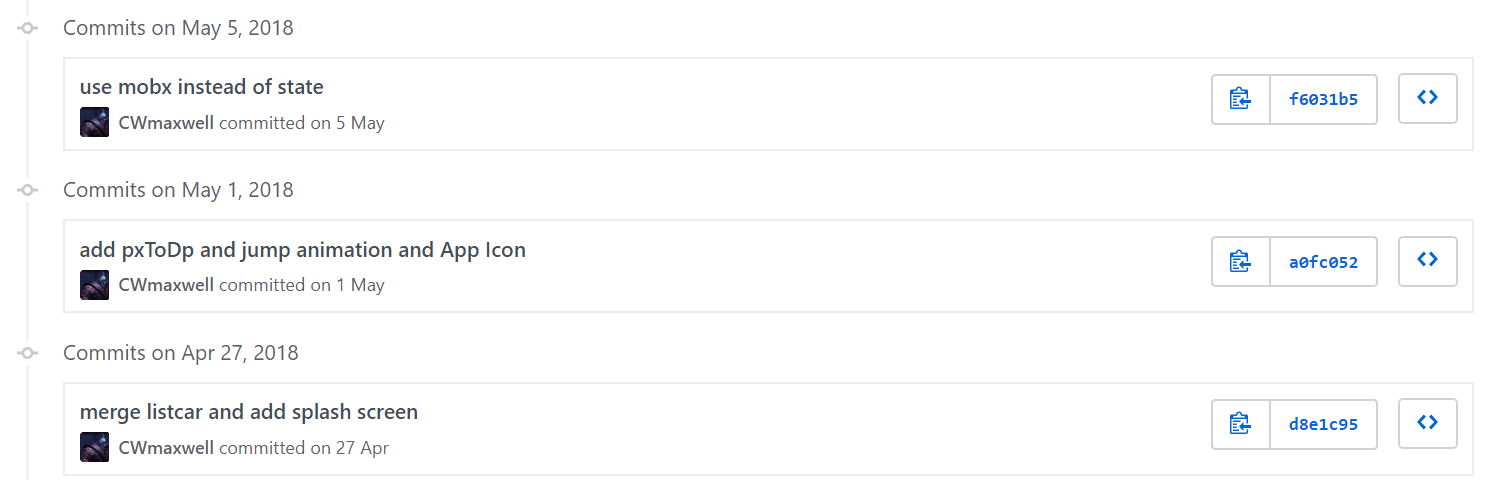 Commits on May 5, 2018
use mobx instead of state
CWmaxwell committed on 5 May
f6031b5
Commits on May 1, 2018
add pxToDp and jump animation and App Icon
CWmaxwell committed on 1 May
a0fc052
Commits on Apr 27, 2018
merge listcar and add splash screen
CWmaxwell committed on 27 Apr
d8e1c95